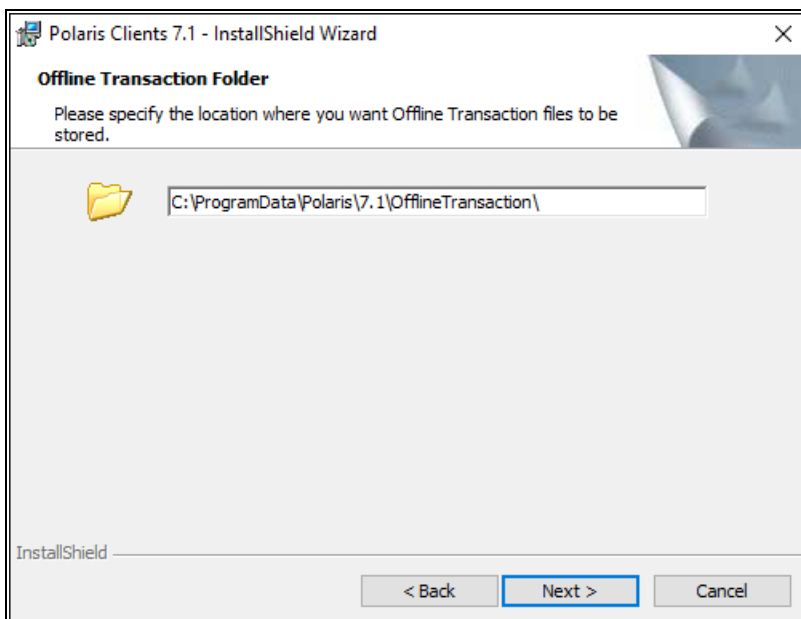 Polaris Clients 7.1 - InstallShield Wizard
Offline Transaction Folder
Please specify the location where you want Offline Transaction files to be
stored.
C:\ProgramData\Polaris\7.1\OfflineTransaction\
InstallShield
< Back
Next >
Cancel